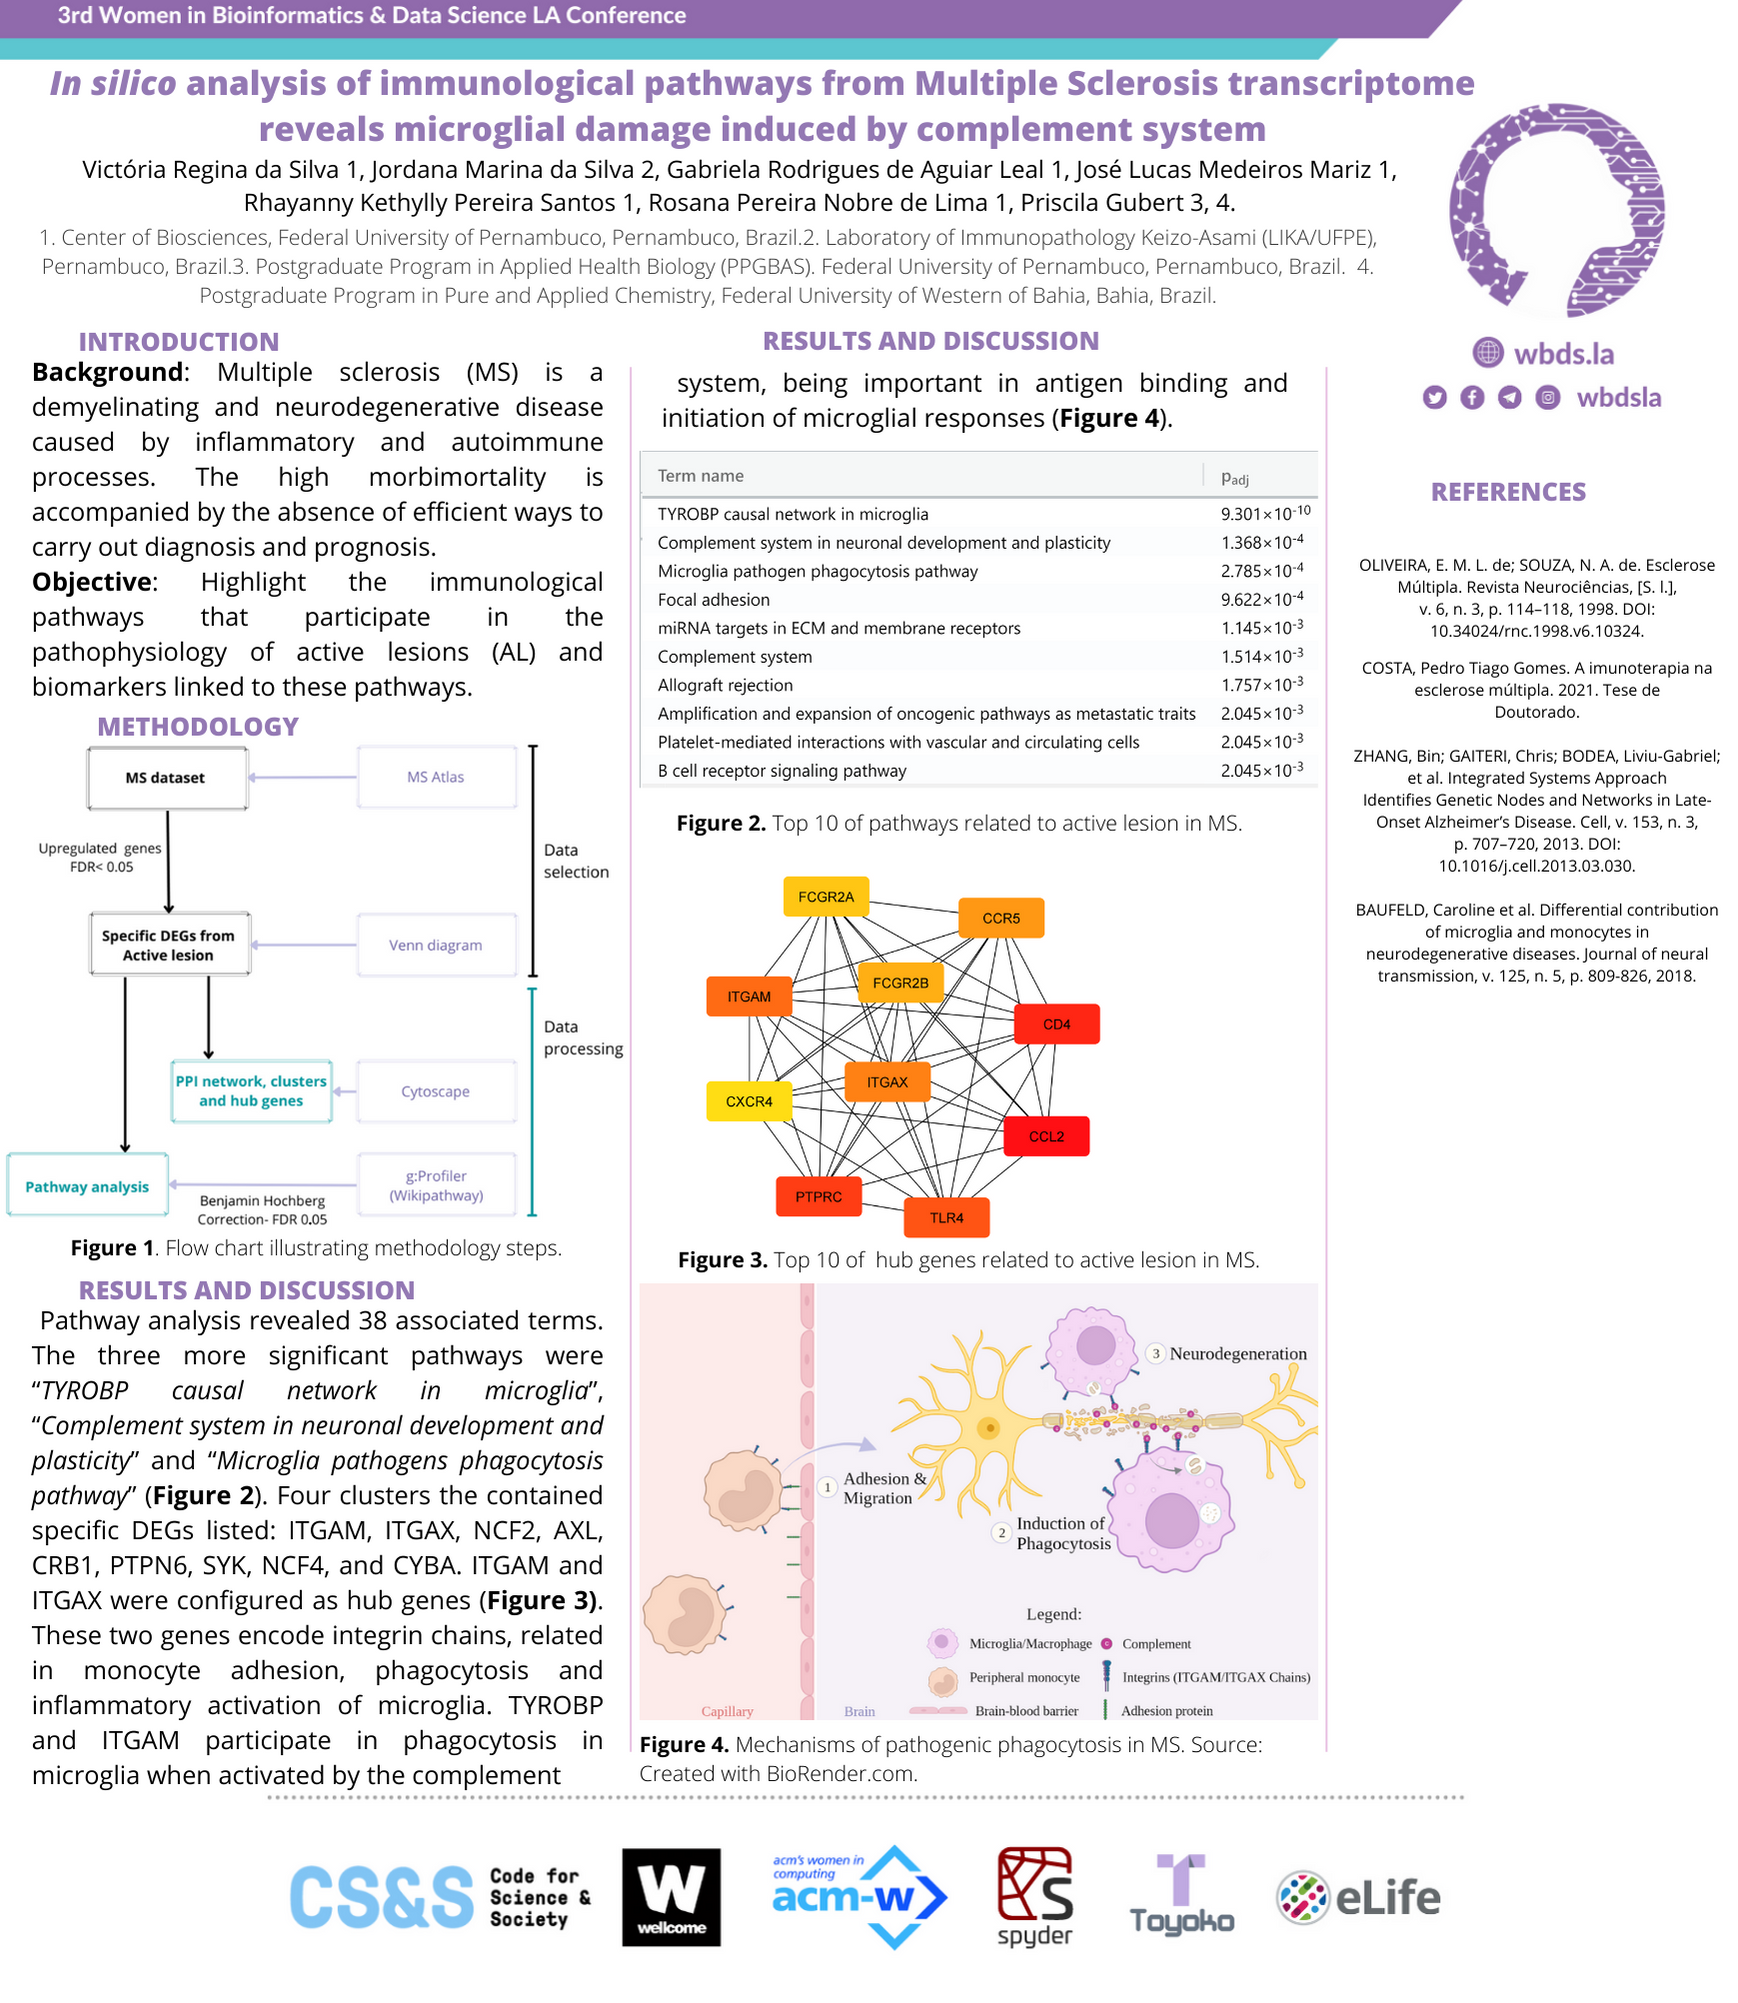 3rd Women in Bioinformatics & Data Science LA Conference
In silico analysis of immunological pathways from Multiple Sclerosis transcriptome
reveals microglial damage induced by complement system
Victória Regina da Silva 1, Jordana Marina da Silva 2, Gabriela Rodrigues de Aguiar Leal 1, José Lucas Medeiros Mariz 1,
Rhayanny Kethylly Pereira Santos 1, Rosana Pereira Nobre de Lima 1, Priscila Gubert 3, 4.
1. Center of Biosciences, Federal University of Pernambuco, Pernambuco, Brazil.2. Laboratory of Immunopathology Keizo-Asami (LIKA/UFPE),
Pernambuco, Brazil.3. Postgraduate Program in Applied Health Biology (PPGBAS). Federal University of Pernambuco, Pernambuco, Brazil. 4.
Postgraduate Program in Pure and Applied Chemistry, Federal University of Western of Bahia, Bahia, Brazil.
INTRODUCTION
Background: Multiple sclerosis (MS) is a
demyelinating and neurodegenerative disease
caused by inflammatory and autoimmune
processes. The high morbimortality is
accompanied by the absence of efficient ways to
carry out diagnosis and prognosis.
Objective: Highlight the immunological
pathways that participate in the
pathophysiology of active lesions (AL) and
biomarkers linked to these pathways.
METHODOLOGY
MS dataset
MS Atlas
Upregulated genes
FDR< 0.05
Data
selection
Specific DEGs from
Active lesion
Venn diagram
Data
processing
PPI network, clusters
and hub genes
Cytoscape
Pathway analysis
g:Profiler
(Wikipathway)
Benjamin Hochberg
Correction- FDR 0.05
Figure 1. Flow chart illustrating methodology steps.
RESULTS AND DISCUSSION
Pathway analysis revealed 38 associated terms.
The three more significant pathways were
“TYROBP causal network in microglia”,
“Complement system in neuronal development and
plasticity” and “Microglia pathogens phagocytosis
pathway” (Figure 2). Four clusters the contained
specific DEGs listed: ITGAM, ITGAX, NCF2, AXL,
CRB1, PTPN6, SYK, NCF4, and CYBA. ITGAM and
ITGAX were configured as hub genes (Figure 3).
These two genes encode integrin chains, related
in monocyte adhesion, phagocytosis and
inflammatory activation of microglia. TYROBP
and ITGAM participate in phagocytosis in
microglia when activated by the complement
RESULTS AND DISCUSSION
system, being important in antigen binding and
initiation of microglial responses (Figure 4).
Term name padj
TYROBP causal network in microglia 9.301×10-10
Complement system in neuronal development and plasticity 1.368×10-4
Microglia pathogen phagocytosis pathway 2.785×10-4
Focal adhesion 9.622×10-4
miRNA targets in ECM and membrane receptors 1.145×10-3
Complement system 1.514×10-3
Allograft rejection 1.757×10-3
Amplification and expansion of oncogenic pathways as metastatic traits 2.045×10-3
Platelet-mediated interactions with vascular and circulating cells 2.045×10-3
B cell receptor signaling pathway 2.045×10-3
Figure 2. Top 10 of pathways related to active lesion in MS.
FCGR2A
CCR5
FCGR2B
ITGAM
CD4
ITGAX
CXCR4
CCL2
PTPRC
TLR4
Figure 3. Top 10 of hub genes related to active lesion in MS.
3 Neurodegeneration
1 Adhesion &
Migration
2 Induction of
Phagocytosis
Legend:
Microglia/Macrophage
Complement
Peripheral monocyte
Integrins (ITGAM/ITGAX Chains)
Capillary
Brain
Brain-blood barrier
Adhesion protein
Figure 4. Mechanisms of pathogenic phagocytosis in MS. Source:
Created with BioRender.com.
wbds.la
wbdsla
REFERENCES
OLIVEIRA, E. M. L. de; SOUZA, N. A. de. Esclerose
Múltipla. Revista Neurociências, [S. l.],
v. 6, n. 3, p. 114–118, 1998. DOI:
10.34024/rnc.1998.v6.10324.
COSTA, Pedro Tiago Gomes. A imunoterapia na
esclerose múltipla. 2021. Tese de
Doutorado.
ZHANG, Bin; GAITERI, Chris; BODEA, Liviu-Gabriel;
et al. Integrated Systems Approach
Identifies Genetic Nodes and Networks in Late-
Onset Alzheimer’s Disease. Cell, v. 153, n. 3,
p. 707–720, 2013. DOI:
10.1016/j.cell.2013.03.030.
BAUFELD, Caroline et al. Differential contribution
of microglia and monocytes in
neurodegenerative diseases. Journal of neural
transmission, v. 125, n. 5, p. 809-826, 2018.
CS&S
Code for
Science &
Society
W
wellcome
acm's women in
computing
acm-w
S
spyder
T
Toyoko
eLife